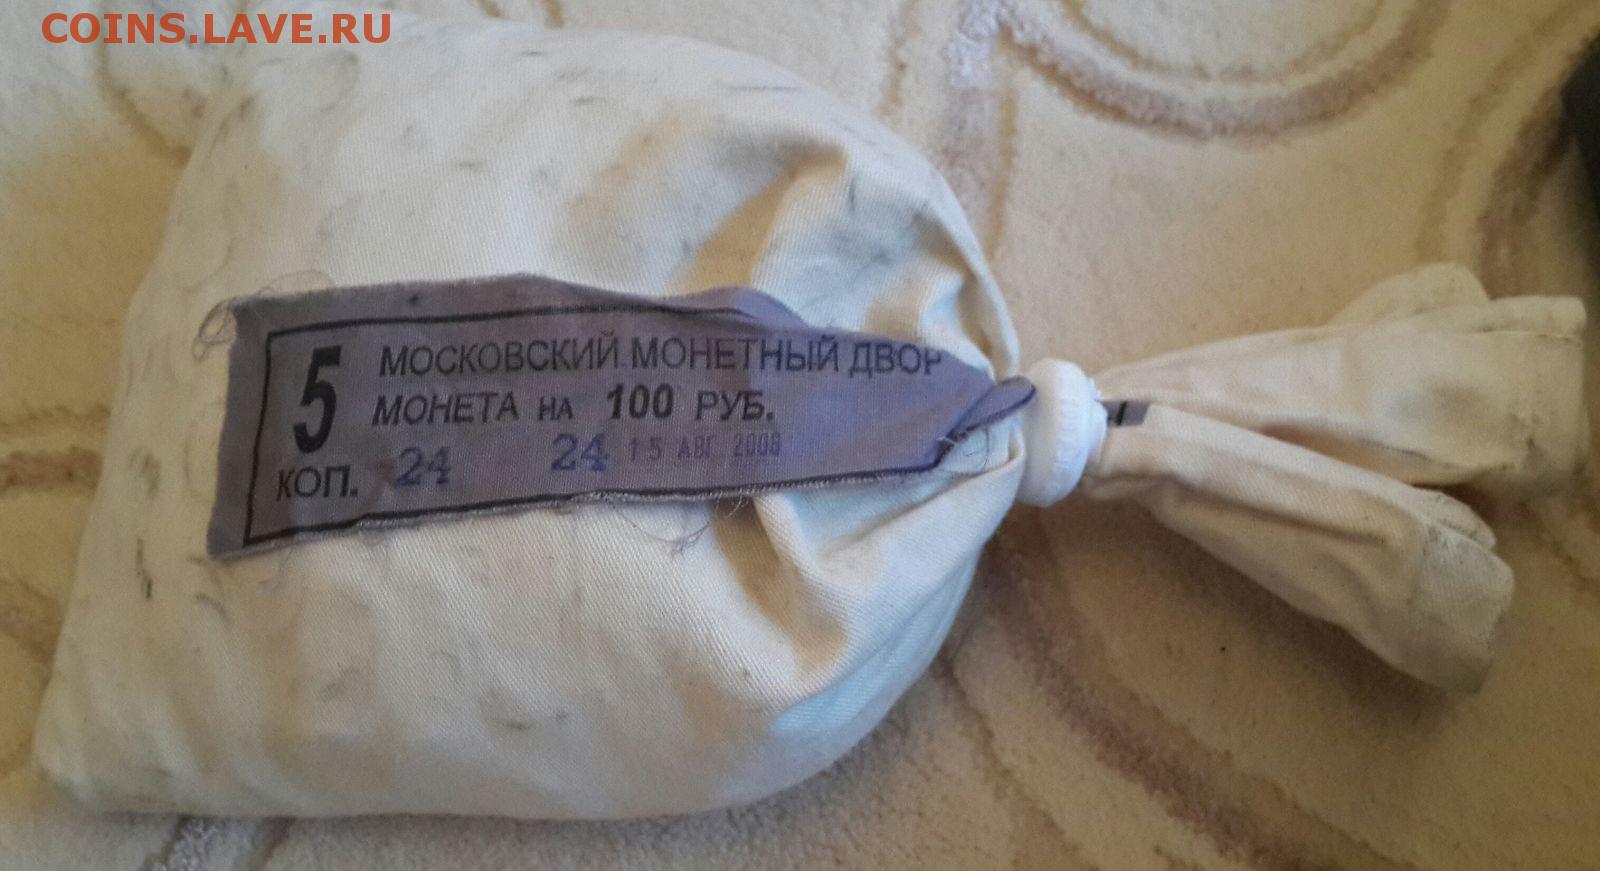 COINS.LAVE.RU
5 МОСКОВСКИЙ МОНЕТНЫЙ ДВОР
МОНЕТА НА 100 РУБ.
КОП. 24 24 15 АВГ 2008